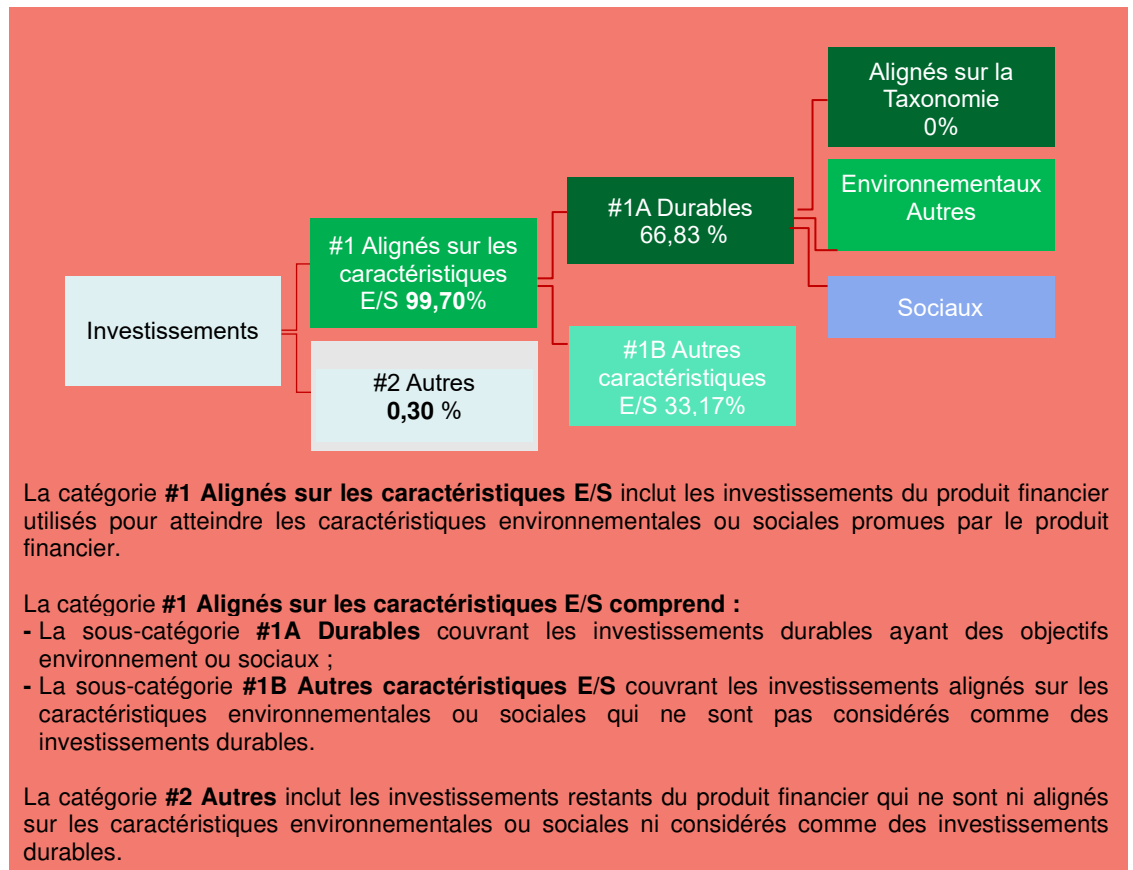 Alignés sur la
Taxonomie
0%
Environnementaux
Autres
#1A Durables
66,83 %
#1 Alignés sur les
caractéristiques
E/S 99,70%
Sociaux
Investissements
#1B Autres
caractéristiques
E/S 33,17%
#2 Autres
0,30 %
La catégorie #1 Alignés sur les caractéristiques E/S inclut les investissements du produit financier
utilisés pour atteindre les caractéristiques environnementales ou sociales promues par le produit
financier.
La catégorie #1 Alignés sur les caractéristiques E/S comprend :
- La sous-catégorie #1A Durables couvrant les investissements durables ayant des objectifs
environnement ou sociaux ;
- La sous-catégorie #1B Autres caractéristiques E/S couvrant les investissements alignés sur les
caractéristiques environnementales ou sociales qui ne sont pas considérés comme des
investissements durables.
La catégorie #2 Autres inclut les investissements restants du produit financier qui ne sont ni alignés
sur les caractéristiques environnementales ou sociales ni considérés comme des investissements
durables.